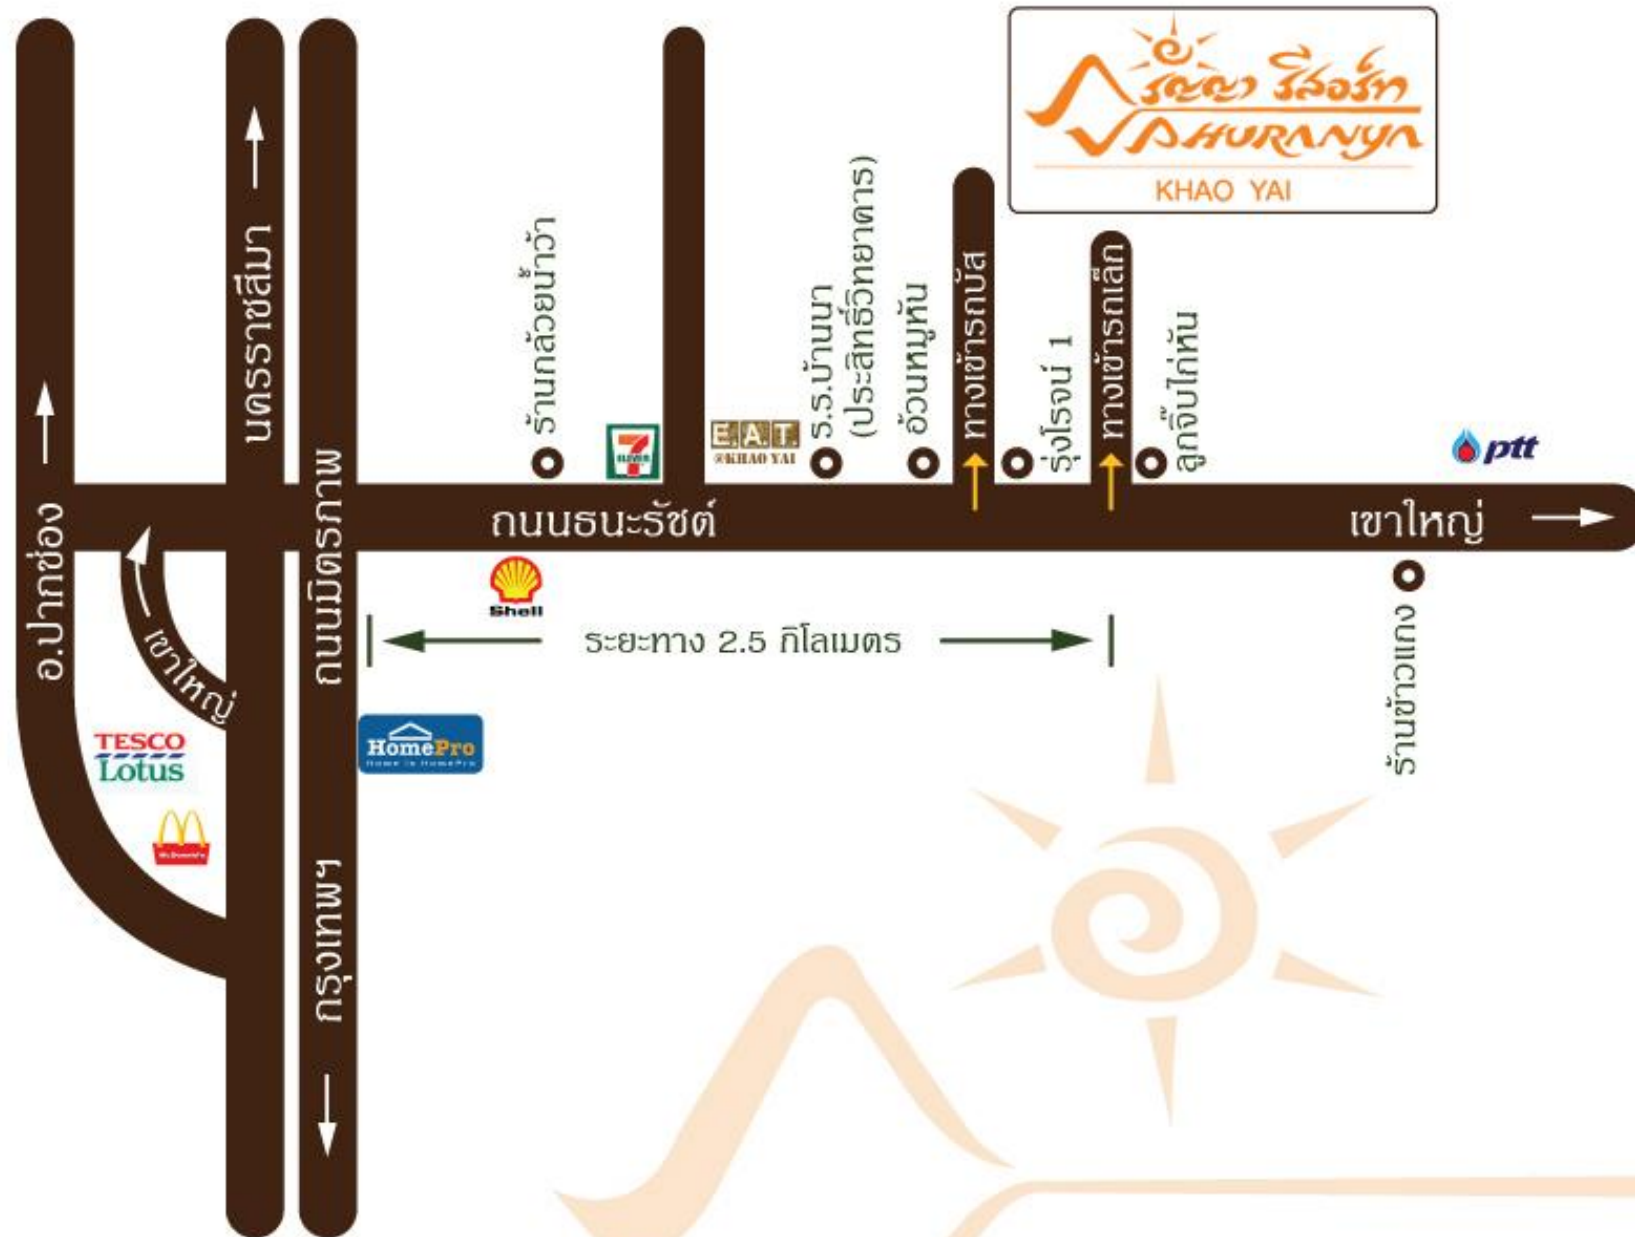 รัญญา รีสอร์ท
PHURANYA
KHAO YAI
นครราชสีมา
ถนนมิตรภาพ
กรุงเทพฯ
อ.ปากช่อง
เขาใหญ่
ร้านกล้วยน้ำว้า
7 ELEVEN
E.A.T.
@KHAO YAI
ร.ร.บ้านนา
(ประสิทธิ์วิทยาคาร)
อ้วนหมูหัน
ทางเข้ารถบัส
รุ่งโรจน์ 1
ทางเข้ารถเล็ก
ลูกจิ๊บไก่หัน
ptt
ถนนธนะรัชต์
เขาใหญ่
Shell
ระยะทาง 2.5 กิโลเมตร
ร้านข้าวแกง
HomePro
Home is HomePro
TESCO
Lotus
McDonald's